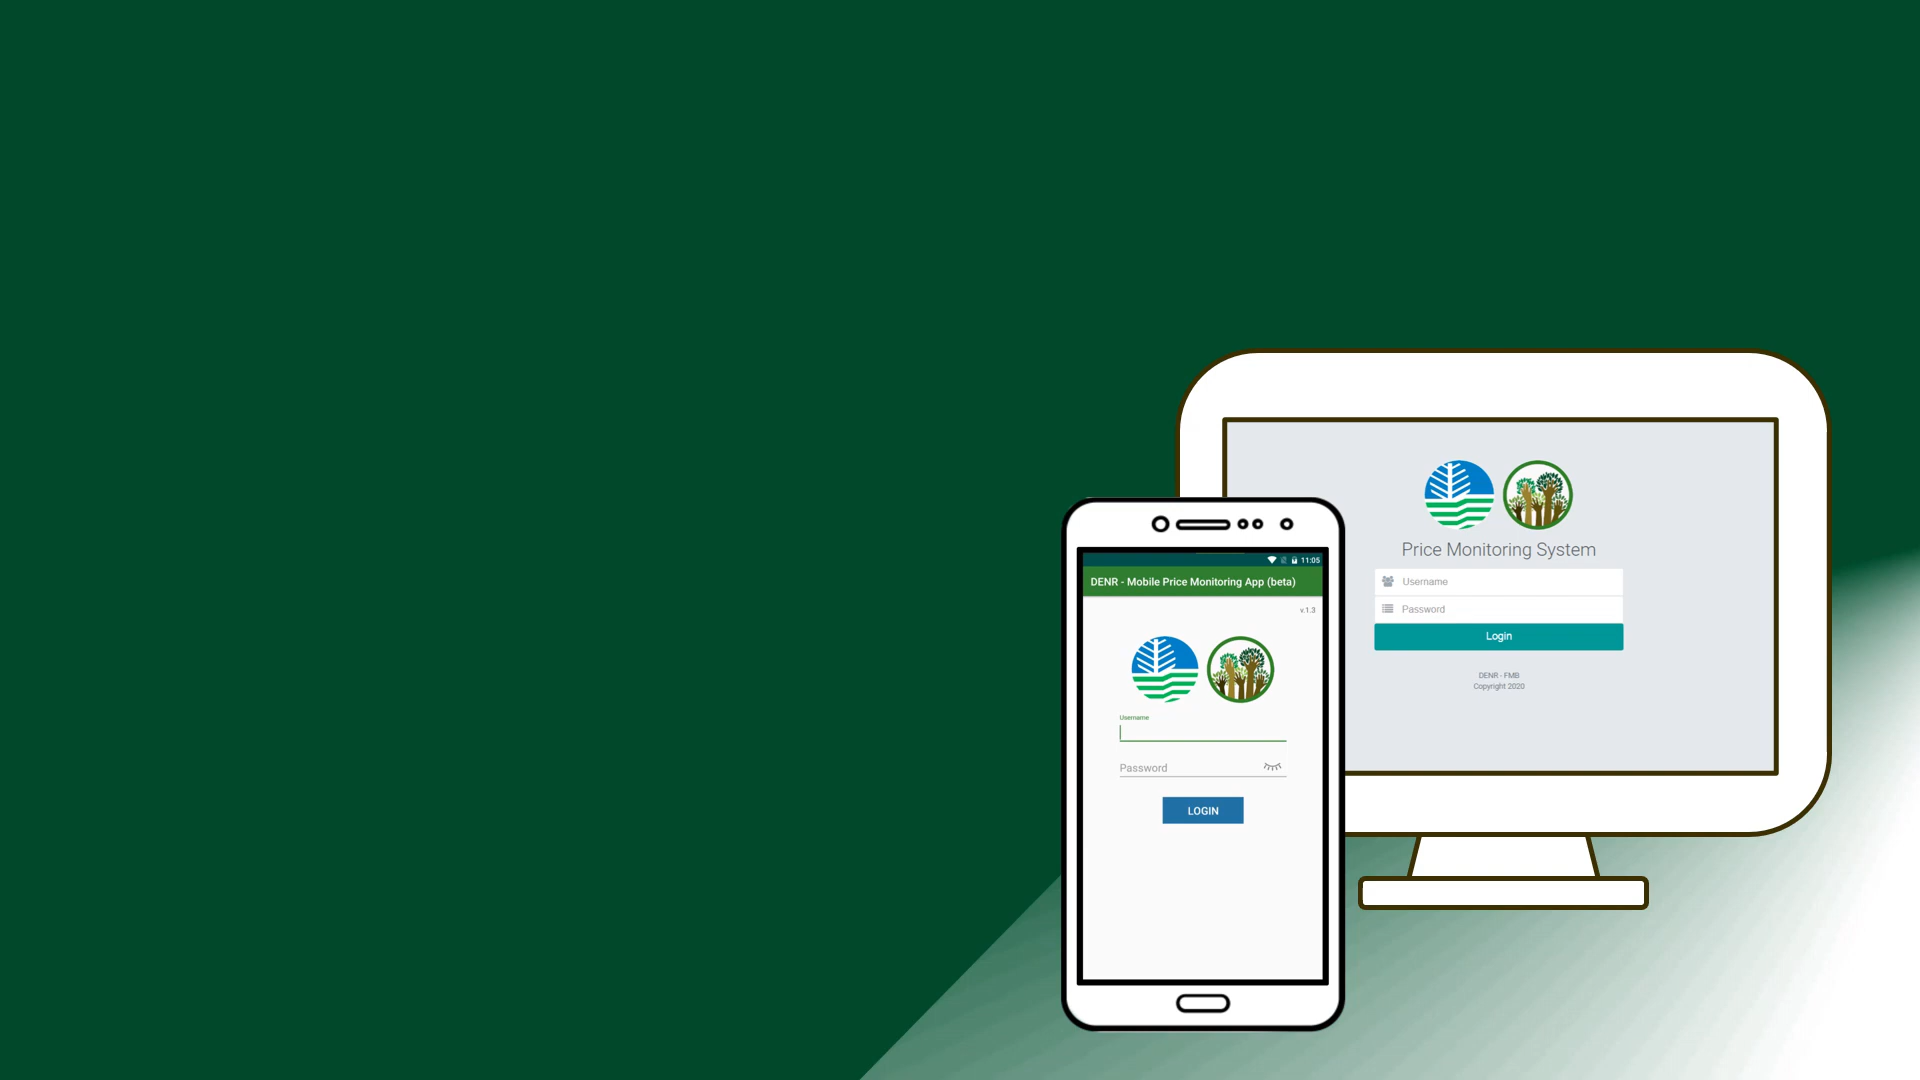 Price Monitoring System
Username
Password
Login
DENR - FMB
Copyright 2020
11:05
DENR - Mobile Price Monitoring App (beta)
v.1.3
Username
Password
LOGIN